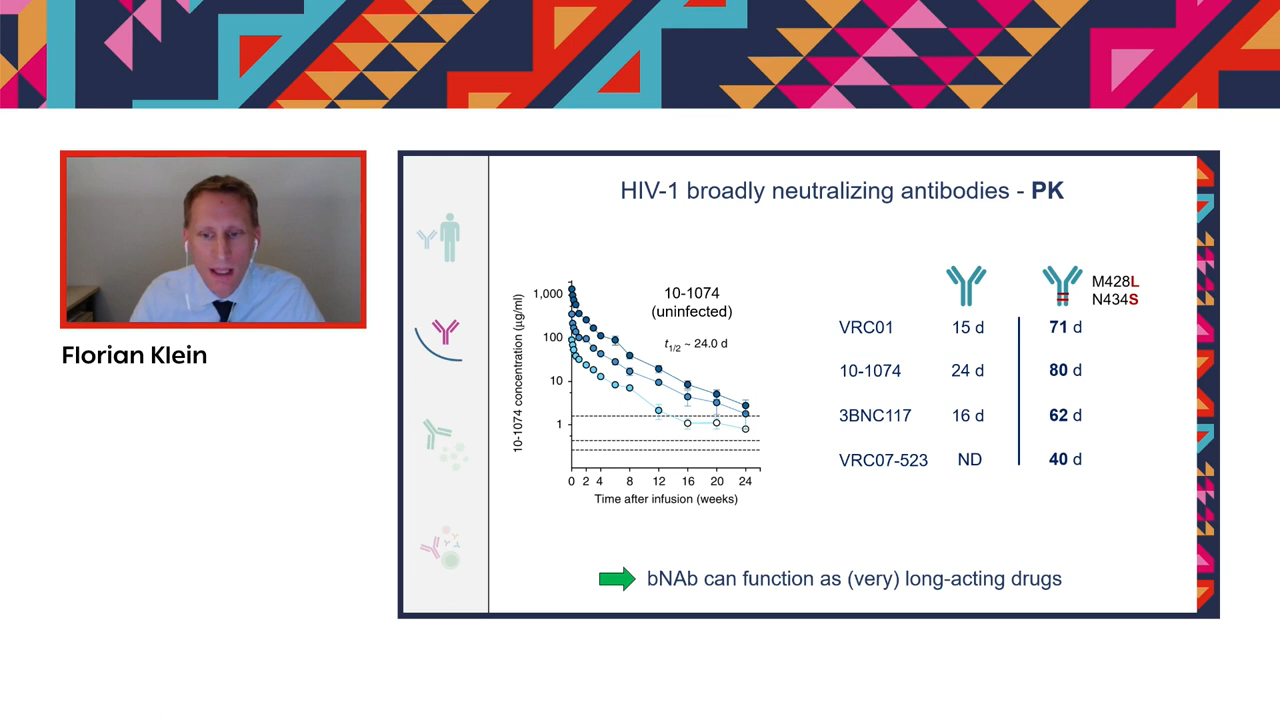 Florian Klein
HIV-1 broadly neutralizing antibodies - PK
10-1074 concentration (µg/ml)
1,000
100
10
1
10-1074
(uninfected)
t1/2 ~ 24.0 d
0 2 4 8 12 16 20 24
Time after infusion (weeks)
M428L
N434S
VRC01 15 d 71 d
10-1074 24 d 80 d
3BNC117 16 d 62 d
VRC07-523 ND 40 d
bNAb can function as (very) long-acting drugs